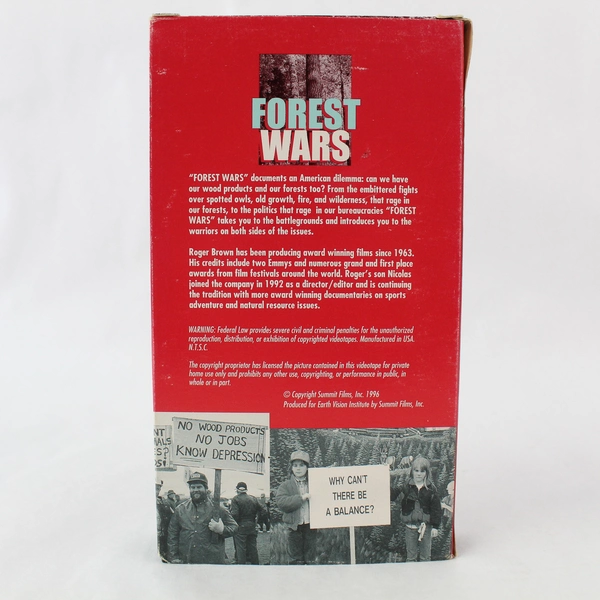 FOREST
WARS
"FOREST WARS" documents an American dilemma: can we have
our wood products and our forests too? From the embittered fights
over spotted owls, old growth, fire, and wilderness, that rage in
our forests, to the politics that rage in our bureaucracies "FOREST
WARS" takes you to the battlegrounds and introduces you to the
warriors on both sides of the issues.
Roger Brown has been producing award winning films since 1963.
His credits include two Emmys and numerous grand and first place
awards from film festivals around the world. Roger's son Nicolas
joined the company in 1992 as a director/editor and is continuing
the tradition with more award winning documentaries on sports
adventure and natural resource issues.
WARNING: Federal Law provides severe civil and criminal penalties for the unauthorized
reproduction, distribution, or exhibition of copyrighted videotapes. Manufactured in USA.
N.T.S.C.
The copyright proprietor has licensed the picture contained in this videotape for private
home use only and prohibits any other use, copyrighting, or performance in public, in
whole or in part.
© Copyright Summit Films, Inc. 1996
Produced for Earth Vision Institute by Summit Films, Inc.
NO WOOD PRODUCTS
NO JOBS
KNOW DEPRESSION
WHY CAN'T
THERE BE
A BALANCE?